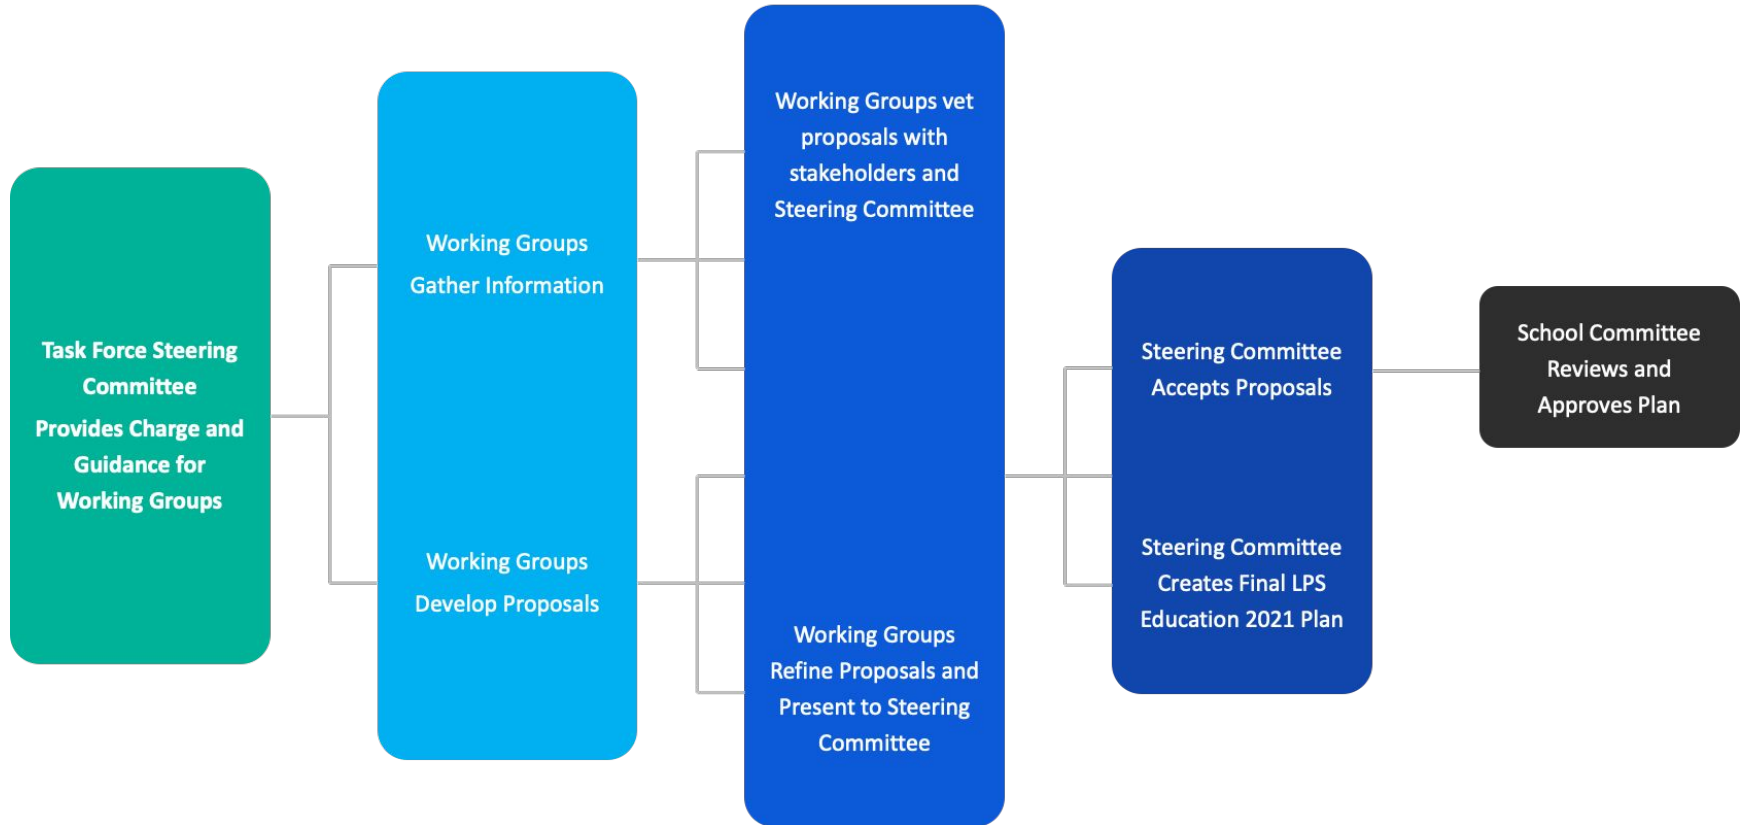 Task Force Steering
Committee
Provides Charge and
Guidance for
Working Groups
Working Groups
Gather Information
Working Groups
Develop Proposals
Working Groups vet
proposals with
stakeholders and
Steering Committee
Working Groups
Refine Proposals and
Present to Steering
Committee
Steering Committee
Accepts Proposals
Steering Committee
Creates Final LPS
Education 2021 Plan
School Committee
Reviews and
Approves Plan